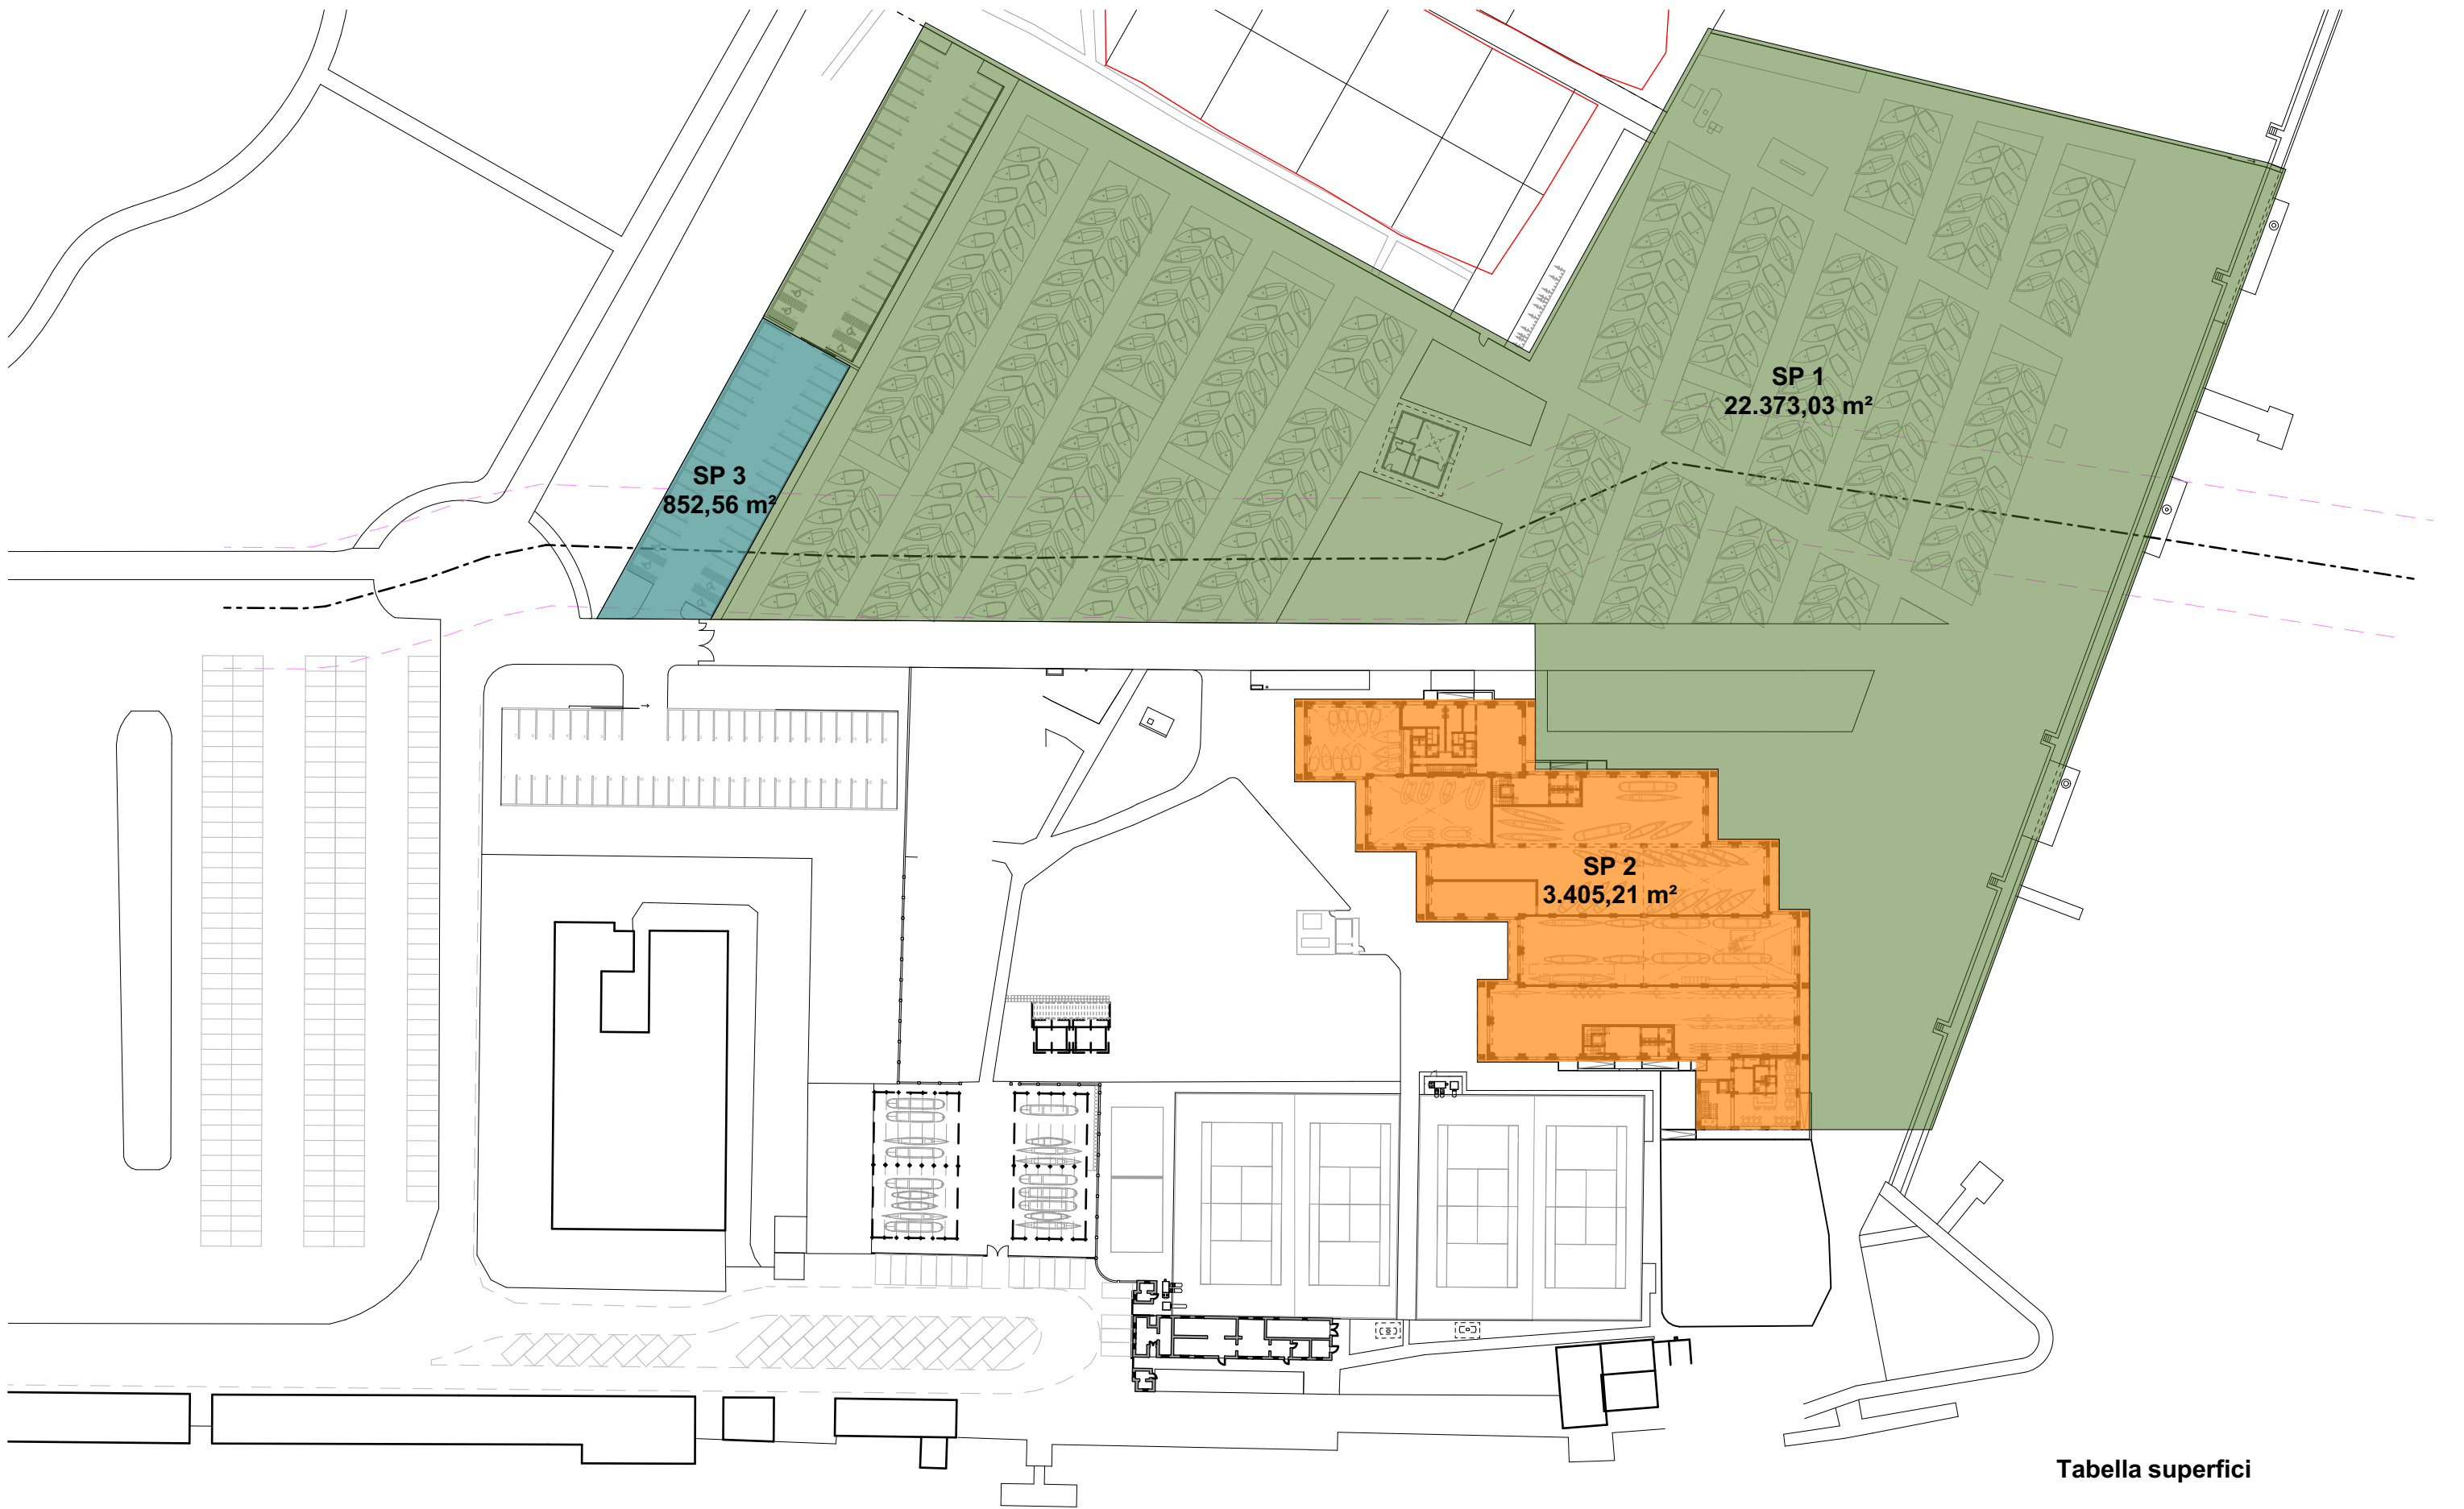 SP 1
22.373,03 m²
SP 3
852,56 m²
SP 2
3.405,21 m²
Tabella superfici